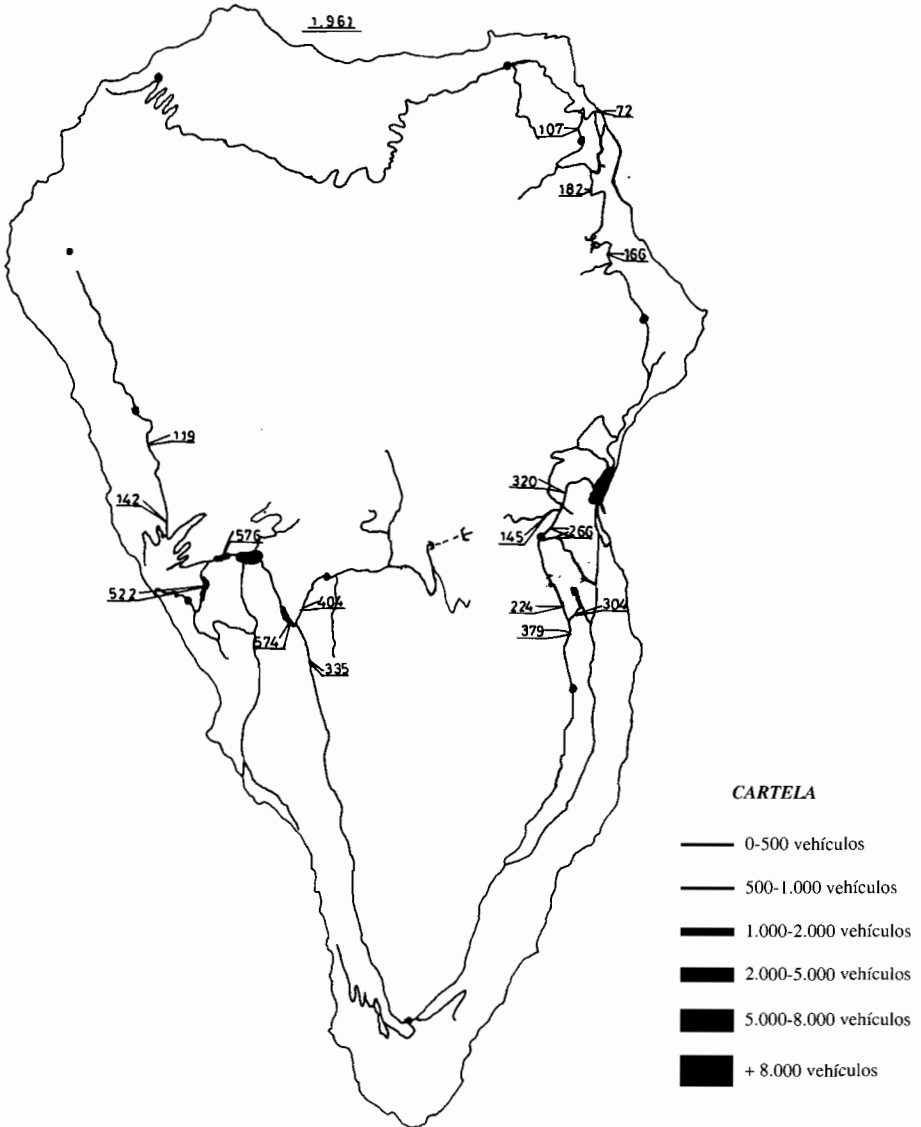 1.961
72
107
182
166
119
142
576
522
574
404
335
320
145
266
224
304
379
E
CARTELA
0-500 vehículos
500-1.000 vehículos
1.000-2.000 vehículos
2.000-5.000 vehículos
5.000-8.000 vehículos
+ 8.000 vehículos